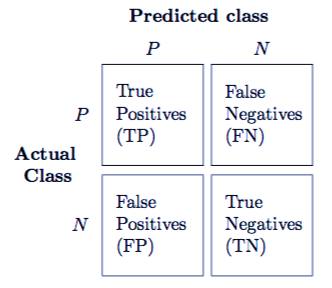 Predicted class
P N
True
Positives
(TP)
False
Negatives
(FN)
P
Actual
Class
False
Positives
(FP)
True
Negatives
(TN)
N